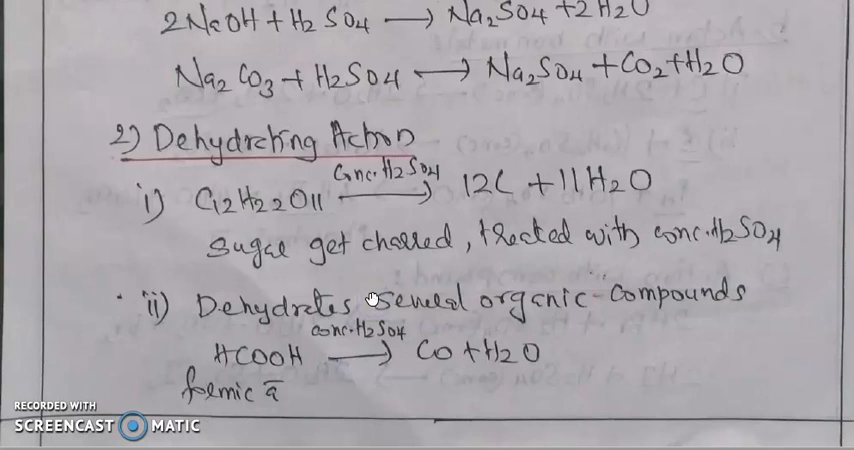 2NaOH + H2SO4 ⟶ Na2SO4 + 2H2O
Na2CO3 + H2SO4 ⟶ Na2SO4 + CO2 + H2O
2) Dehydrating Action
conc. H2SO4
i) C12H22O11 ⟶ 12C + 11H2O
Sugar get charred, treated with conc. H2SO4
ii) Dehydrates several organic compounds
conc. H2SO4
HCOOH ⟶ CO + H2O
formic ā
RECORDED WITH
SCREENCAST MATIC